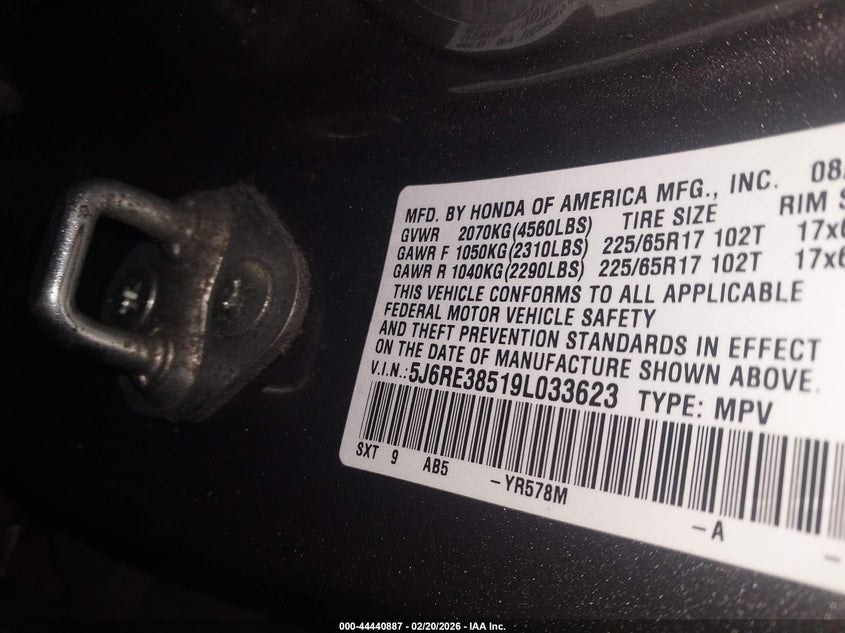 MFD. BY HONDA OF AMERICA MFG., INC. 08/
GVWR 2070KG(4560LBS) TIRE SIZE RIM S
GAWR F 1050KG(2310LBS) 225/65R17 102T 17x6
GAWR R 1040KG(2290LBS) 225/65R17 102T 17x6
THIS VEHICLE CONFORMS TO ALL APPLICABLE
FEDERAL MOTOR VEHICLE SAFETY
AND THEFT PREVENTION STANDARDS IN EFFECT
ON THE DATE OF MANUFACTURE SHOWN ABOVE.
V.I.N.:5J6RE38519L033623 TYPE: MPV
SXT 9 AB5
-YR578M
-A
000-44440887 - 02/20/2026 - IAA Inc.